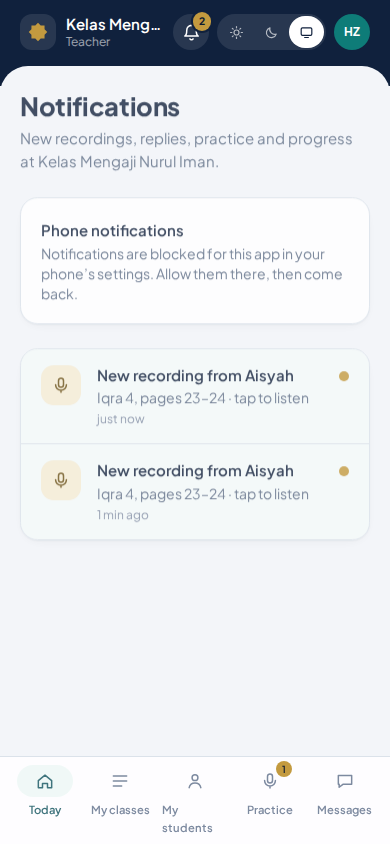 Kelas Meng...
Teacher
2
HZ
Notifications
New recordings, replies, practice and progress
at Kelas Mengaji Nurul Iman.
Phone notifications
Notifications are blocked for this app in your
phone's settings. Allow them there, then come
back.
New recording from Aisyah
Iqra 4, pages 23–24 · tap to listen
just now
New recording from Aisyah
Iqra 4, pages 23–24 · tap to listen
1 min ago
1
Today
My classes
My
students
Practice
Messages